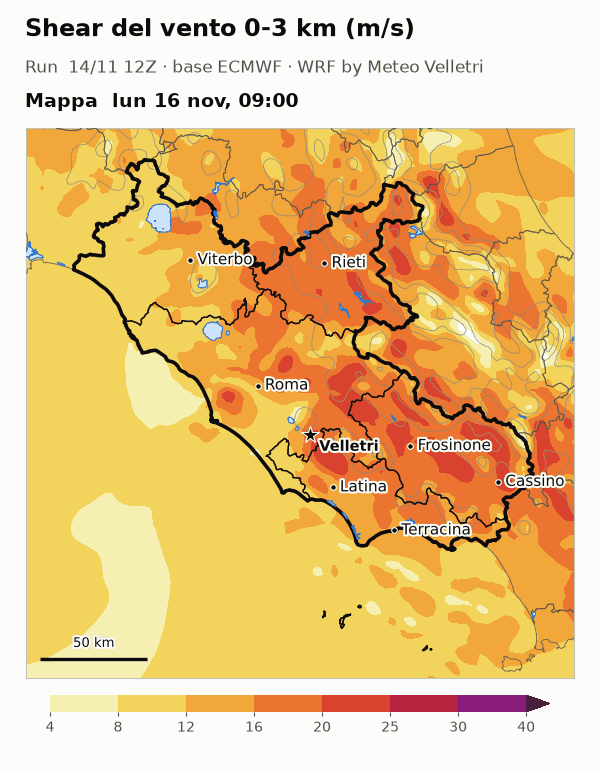 Shear del vento 0-3 km (m/s)
Run  14/11 12Z · base ECMWF · WRF by Meteo Velletri
Mappa  lun 16 nov, 09:00
Viterbo
Rieti
Roma
Velletri
Frosinone
Cassino
Latina
Terracina
50 km
4 8 12 16 20 25 30 40